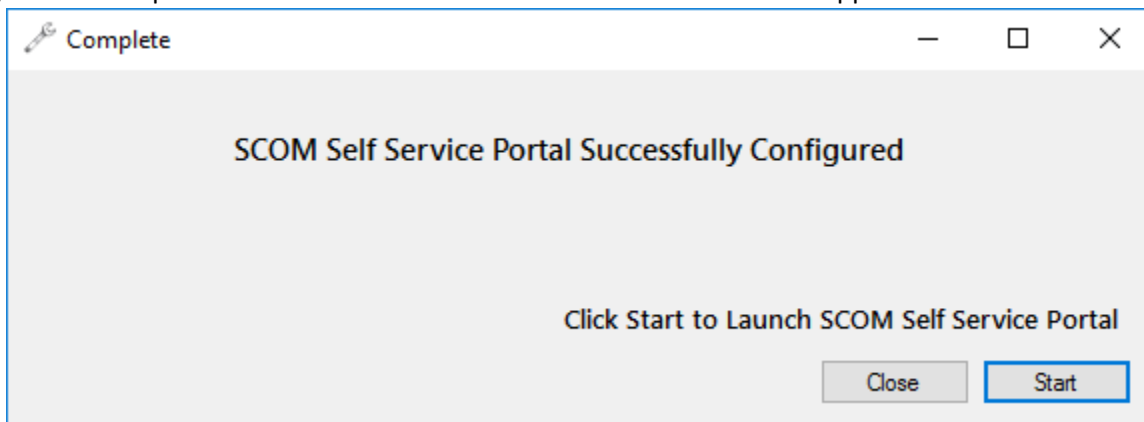 Complete
SCOM Self Service Portal Successfully Configured
Click Start to Launch SCOM Self Service Portal
Close Start